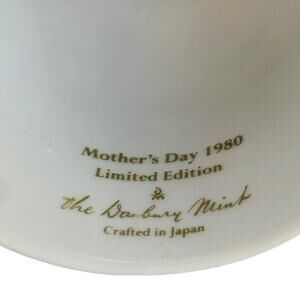 Mother's Day 1980
Limited Edition
the Danbury Mint
Crafted in Japan